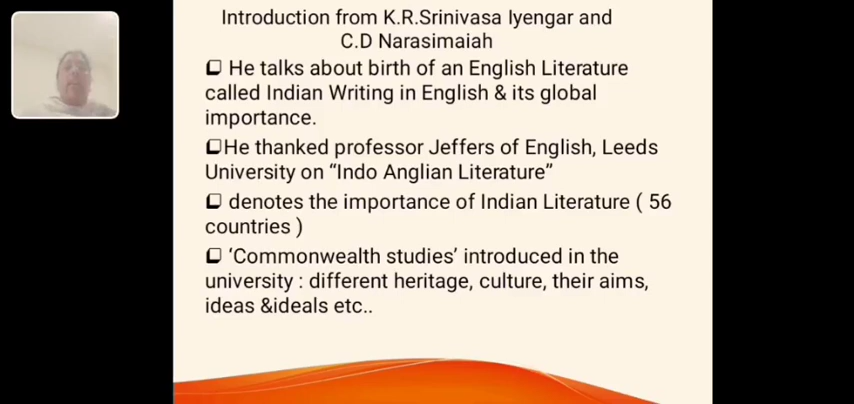 Introduction from K.R.Srinivasa Iyengar and
C.D Narasimaiah
❑ He talks about birth of an English Literature
called Indian Writing in English & its global
importance.
❑He thanked professor Jeffers of English, Leeds
University on “Indo Anglian Literature”
❑ denotes the importance of Indian Literature ( 56
countries )
❑ ‘Commonwealth studies’ introduced in the
university : different heritage, culture, their aims,
ideas &ideals etc..